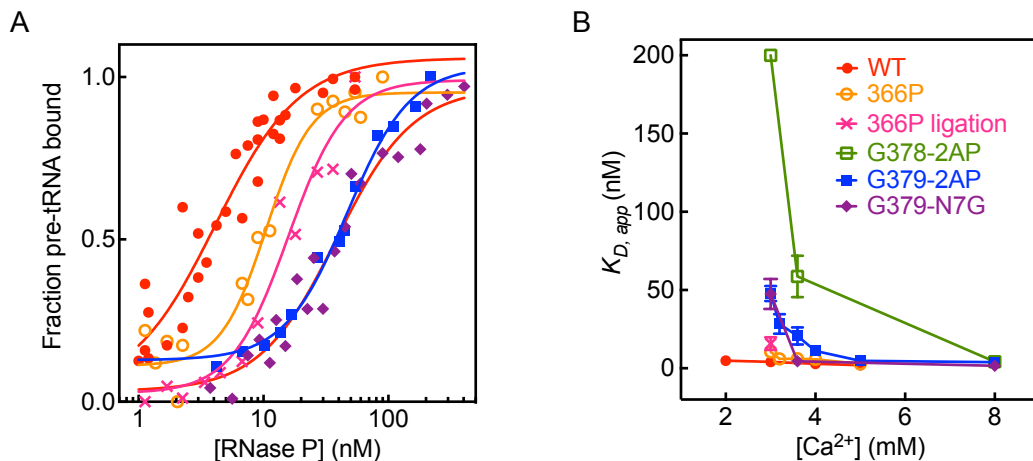 A
Fraction pre-tRNA bound
1.0
0.5
0.0
1 10 100
[RNase P] (nM)
B
K_{D, app} (nM)
200
150
100
50
0
WT
366P
366P ligation
G378-2AP
G379-2AP
G379-N7G
2 4 6 8
[Ca²⁺] (mM)